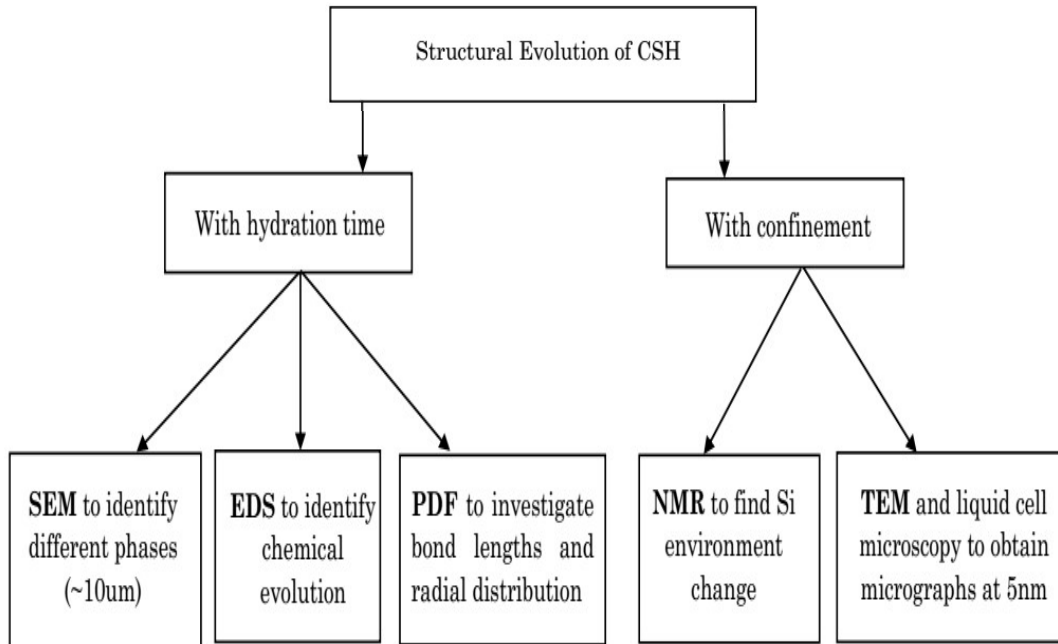 Structural Evolution of CSH
With hydration time
With confinement
SEM to identify
different phases
(~10um)
EDS to identify
chemical
evolution
PDF to investigate
bond lengths and
radial distribution
NMR to find Si
environment
change
TEM and liquid cell
microscopy to obtain
micrographs at 5nm